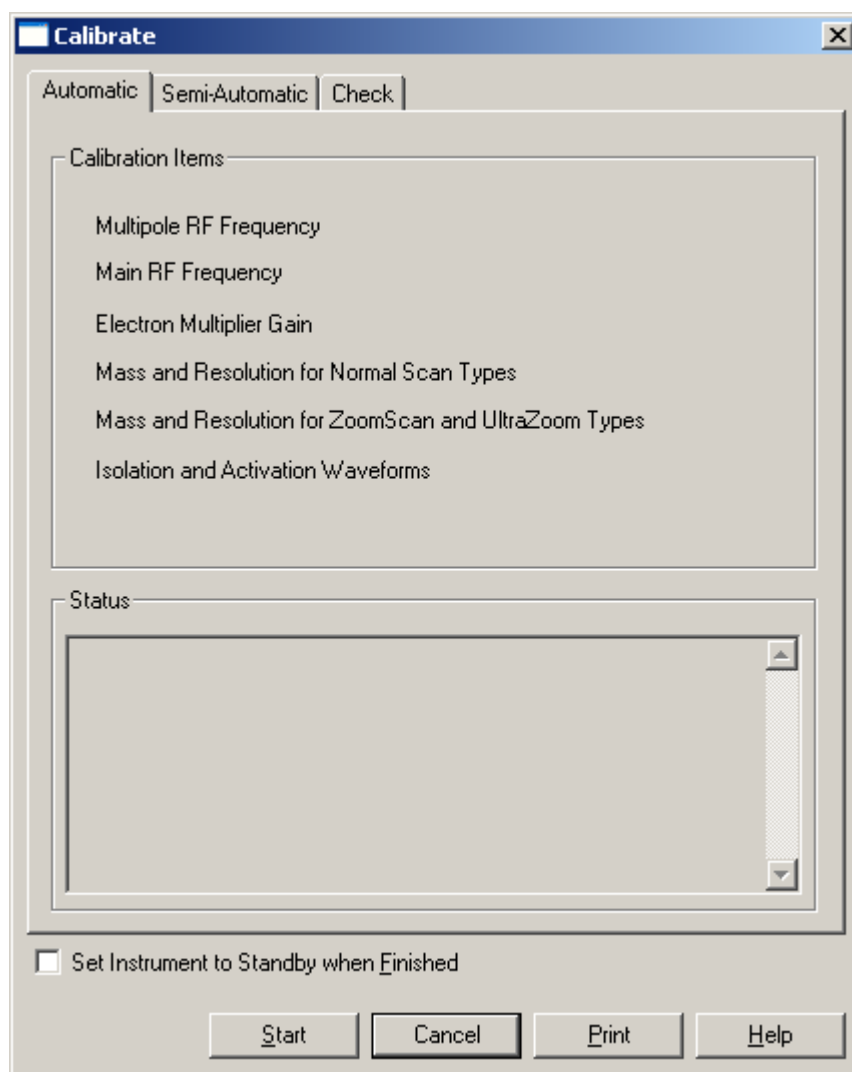 Calibrate
Automatic Semi-Automatic Check
Calibration Items
Multipole RF Frequency
Main RF Frequency
Electron Multiplier Gain
Mass and Resolution for Normal Scan Types
Mass and Resolution for ZoomScan and UltraZoom Types
Isolation and Activation Waveforms
Status
Set Instrument to Standby when Finished
Start Cancel Print Help